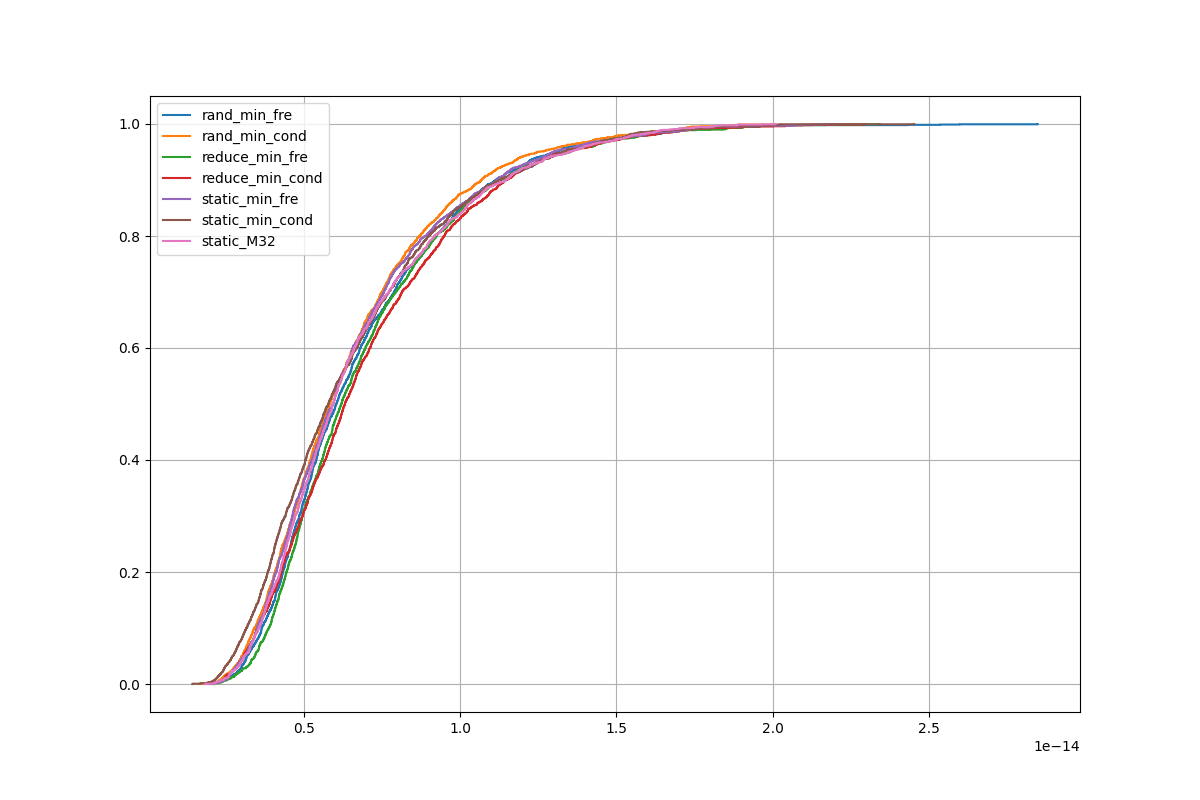 rand_min_fre
rand_min_cond
reduce_min_fre
reduce_min_cond
static_min_fre
static_min_cond
static_M32
1.0
0.8
0.6
0.4
0.2
0.0
0.5 1.0 1.5 2.0 2.5
1e−14